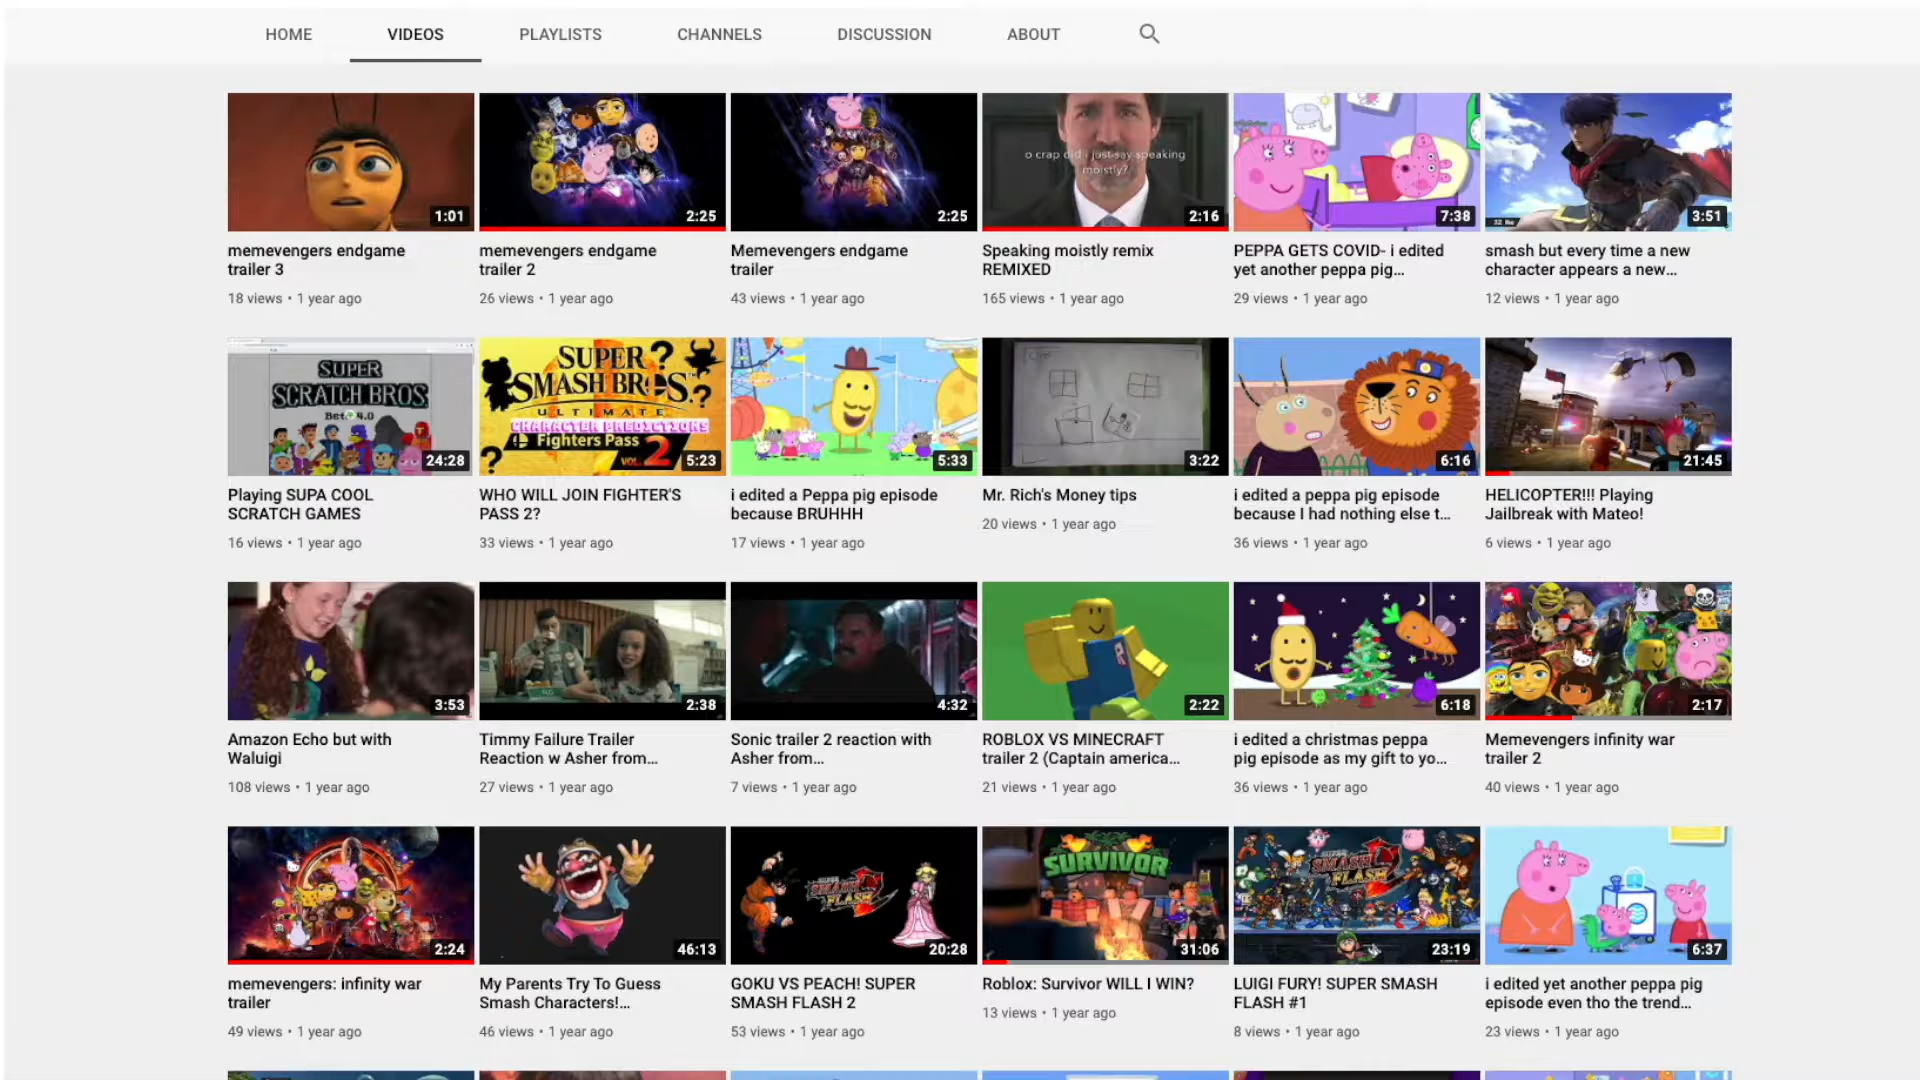 HOME VIDEOS PLAYLISTS CHANNELS DISCUSSION ABOUT
1:01
2:25
2:25
o crap did i just say speaking
moistly?
2:16
7:38
3:51
memevengers endgame
trailer 3
18 views • 1 year ago
memevengers endgame
trailer 2
26 views • 1 year ago
Memevengers endgame
trailer
43 views • 1 year ago
Speaking moistly remix
REMIXED
165 views • 1 year ago
PEPPA GETS COVID- i edited
yet another peppa pig...
29 views • 1 year ago
smash but every time a new
character appears a new...
12 views • 1 year ago
SUPER
SCRATCH BROS
Beta 4.0
24:28
SUPER
SMASH BROS.
ULTIMATE
CHARACTER PREDICTIONS
Fighters Pass
VOL. 2
5:23
5:33
3:22
6:16
21:45
Playing SUPA COOL
SCRATCH GAMES
16 views • 1 year ago
WHO WILL JOIN FIGHTER'S
PASS 2?
33 views • 1 year ago
i edited a Peppa pig episode
because BRUHHH
17 views • 1 year ago
Mr. Rich's Money tips
20 views • 1 year ago
i edited a peppa pig episode
because I had nothing else t...
36 views • 1 year ago
HELICOPTER!!! Playing
Jailbreak with Mateo!
6 views • 1 year ago
3:53
2:38
4:32
2:22
6:18
2:17
Amazon Echo but with
Waluigi
108 views • 1 year ago
Timmy Failure Trailer
Reaction w Asher from...
27 views • 1 year ago
Sonic trailer 2 reaction with
Asher from...
7 views • 1 year ago
ROBLOX VS MINECRAFT
trailer 2 (Captain america...
21 views • 1 year ago
i edited a christmas peppa
pig episode as my gift to yo...
36 views • 1 year ago
Memevengers infinity war
trailer 2
40 views • 1 year ago
2:24
46:13
SUPER
SMASH
FLASH 2
20:28
SURVIVOR
31:06
SUPER
SMASH
FLASH 2
23:19
6:37
memevengers: infinity war
trailer
49 views • 1 year ago
My Parents Try To Guess
Smash Characters!...
46 views • 1 year ago
GOKU VS PEACH! SUPER
SMASH FLASH 2
53 views • 1 year ago
Roblox: Survivor WILL I WIN?
13 views • 1 year ago
LUIGI FURY! SUPER SMASH
FLASH #1
8 views • 1 year ago
i edited yet another peppa pig
episode even tho the trend...
23 views • 1 year ago